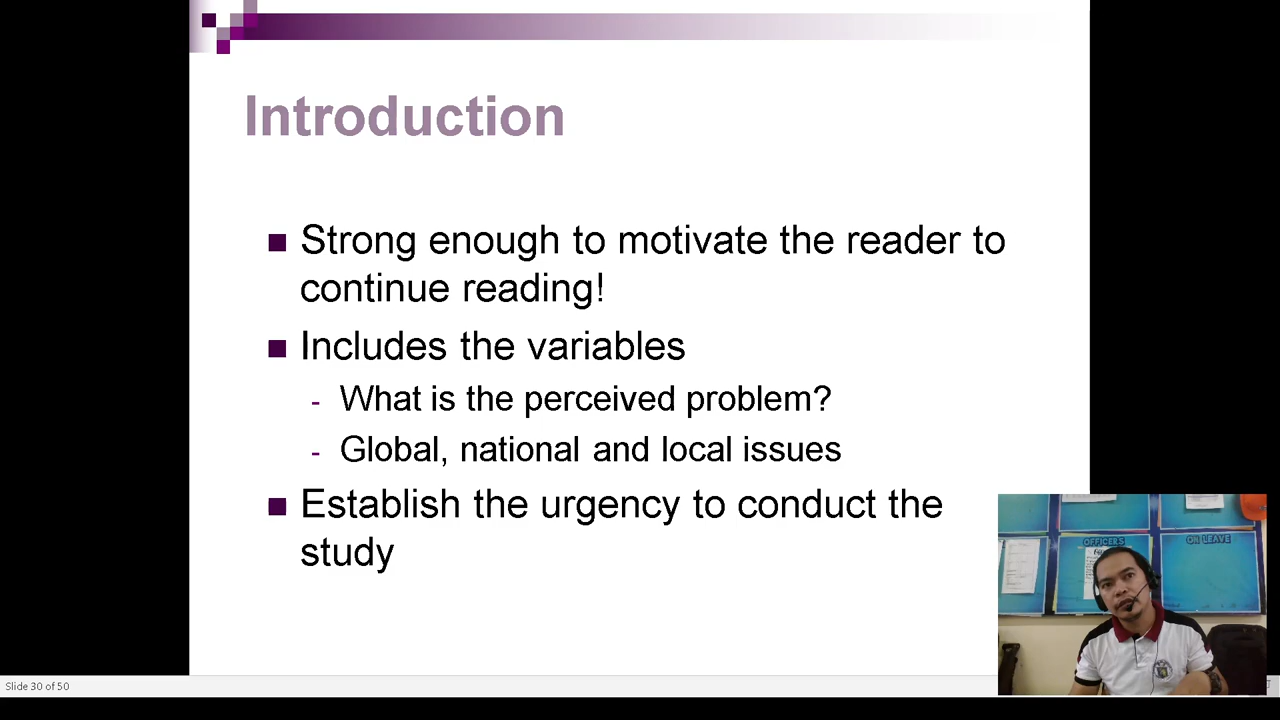 Introduction
■ Strong enough to motivate the reader to
continue reading!
■ Includes the variables
- What is the perceived problem?
- Global, national and local issues
■ Establish the urgency to conduct the
study
OFFICERS
ON LEAVE
Slide 30 of 50